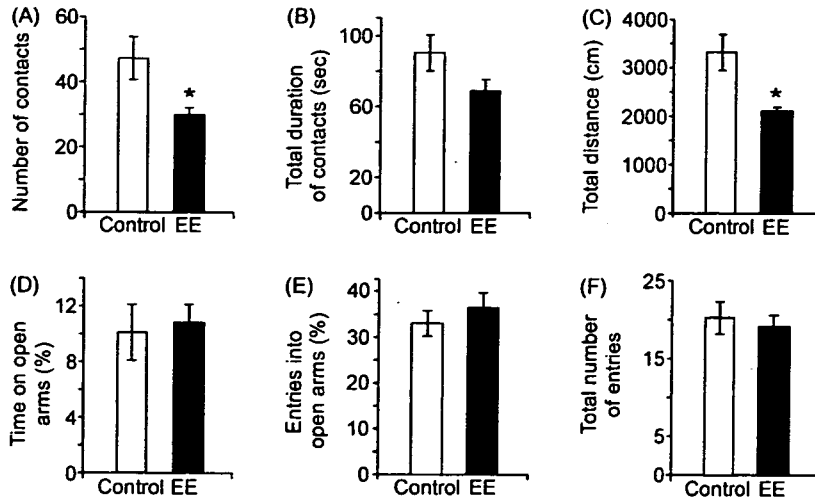 (A)
Number of contacts
60
40
20
0
*
Control EE
(B)
Total duration
of contacts (sec)
100
60
20
0
Control EE
(C)
Total distance (cm)
4000
3000
2000
1000
0
*
Control EE
(D)
Time on open
arms (%)
12
8
4
0
Control EE
(E)
Entries into
open arms (%)
40
30
20
10
0
Control EE
(F)
Total number
of entries
25
20
15
10
5
0
Control EE